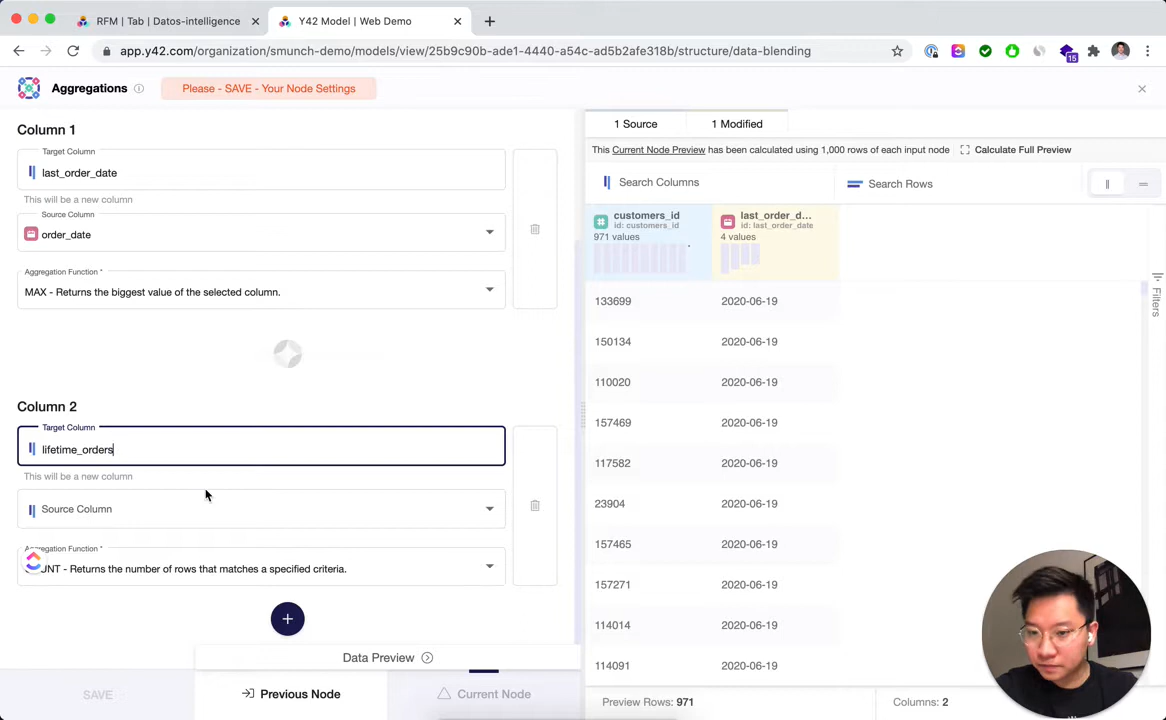 RFM | Tab | Datos-intelligence
Y42 Model | Web Demo
app.y42.com/organization/smunch-demo/models/view/25b9c90b-ade1-4440-a54c-ad5b2afe318b/structure/data-blending
15
Aggregations
Please - SAVE - Your Node Settings
Column 1
Target Column
last_order_date
This will be a new column
Source Column
order_date
Aggregation Function *
MAX - Returns the biggest value of the selected column.
Column 2
Target Column
lifetime_orders
This will be a new column
Source Column
Aggregation Function *
UNT - Returns the number of rows that matches a specified criteria.
Data Preview
SAVE
Previous Node
Current Node
1 Source
1 Modified
This Current Node Preview has been calculated using 1,000 rows of each input node
Calculate Full Preview
Search Columns
Search Rows
customers_id
id: customers_id
971 values
last_order_d...
id: last_order_date
4 values
133699 2020-06-19
150134 2020-06-19
110020 2020-06-19
157469 2020-06-19
117582 2020-06-19
23904 2020-06-19
157465 2020-06-19
157271 2020-06-19
114014 2020-06-19
114091 2020-06-19
Filters
Preview Rows: 971
Columns: 2